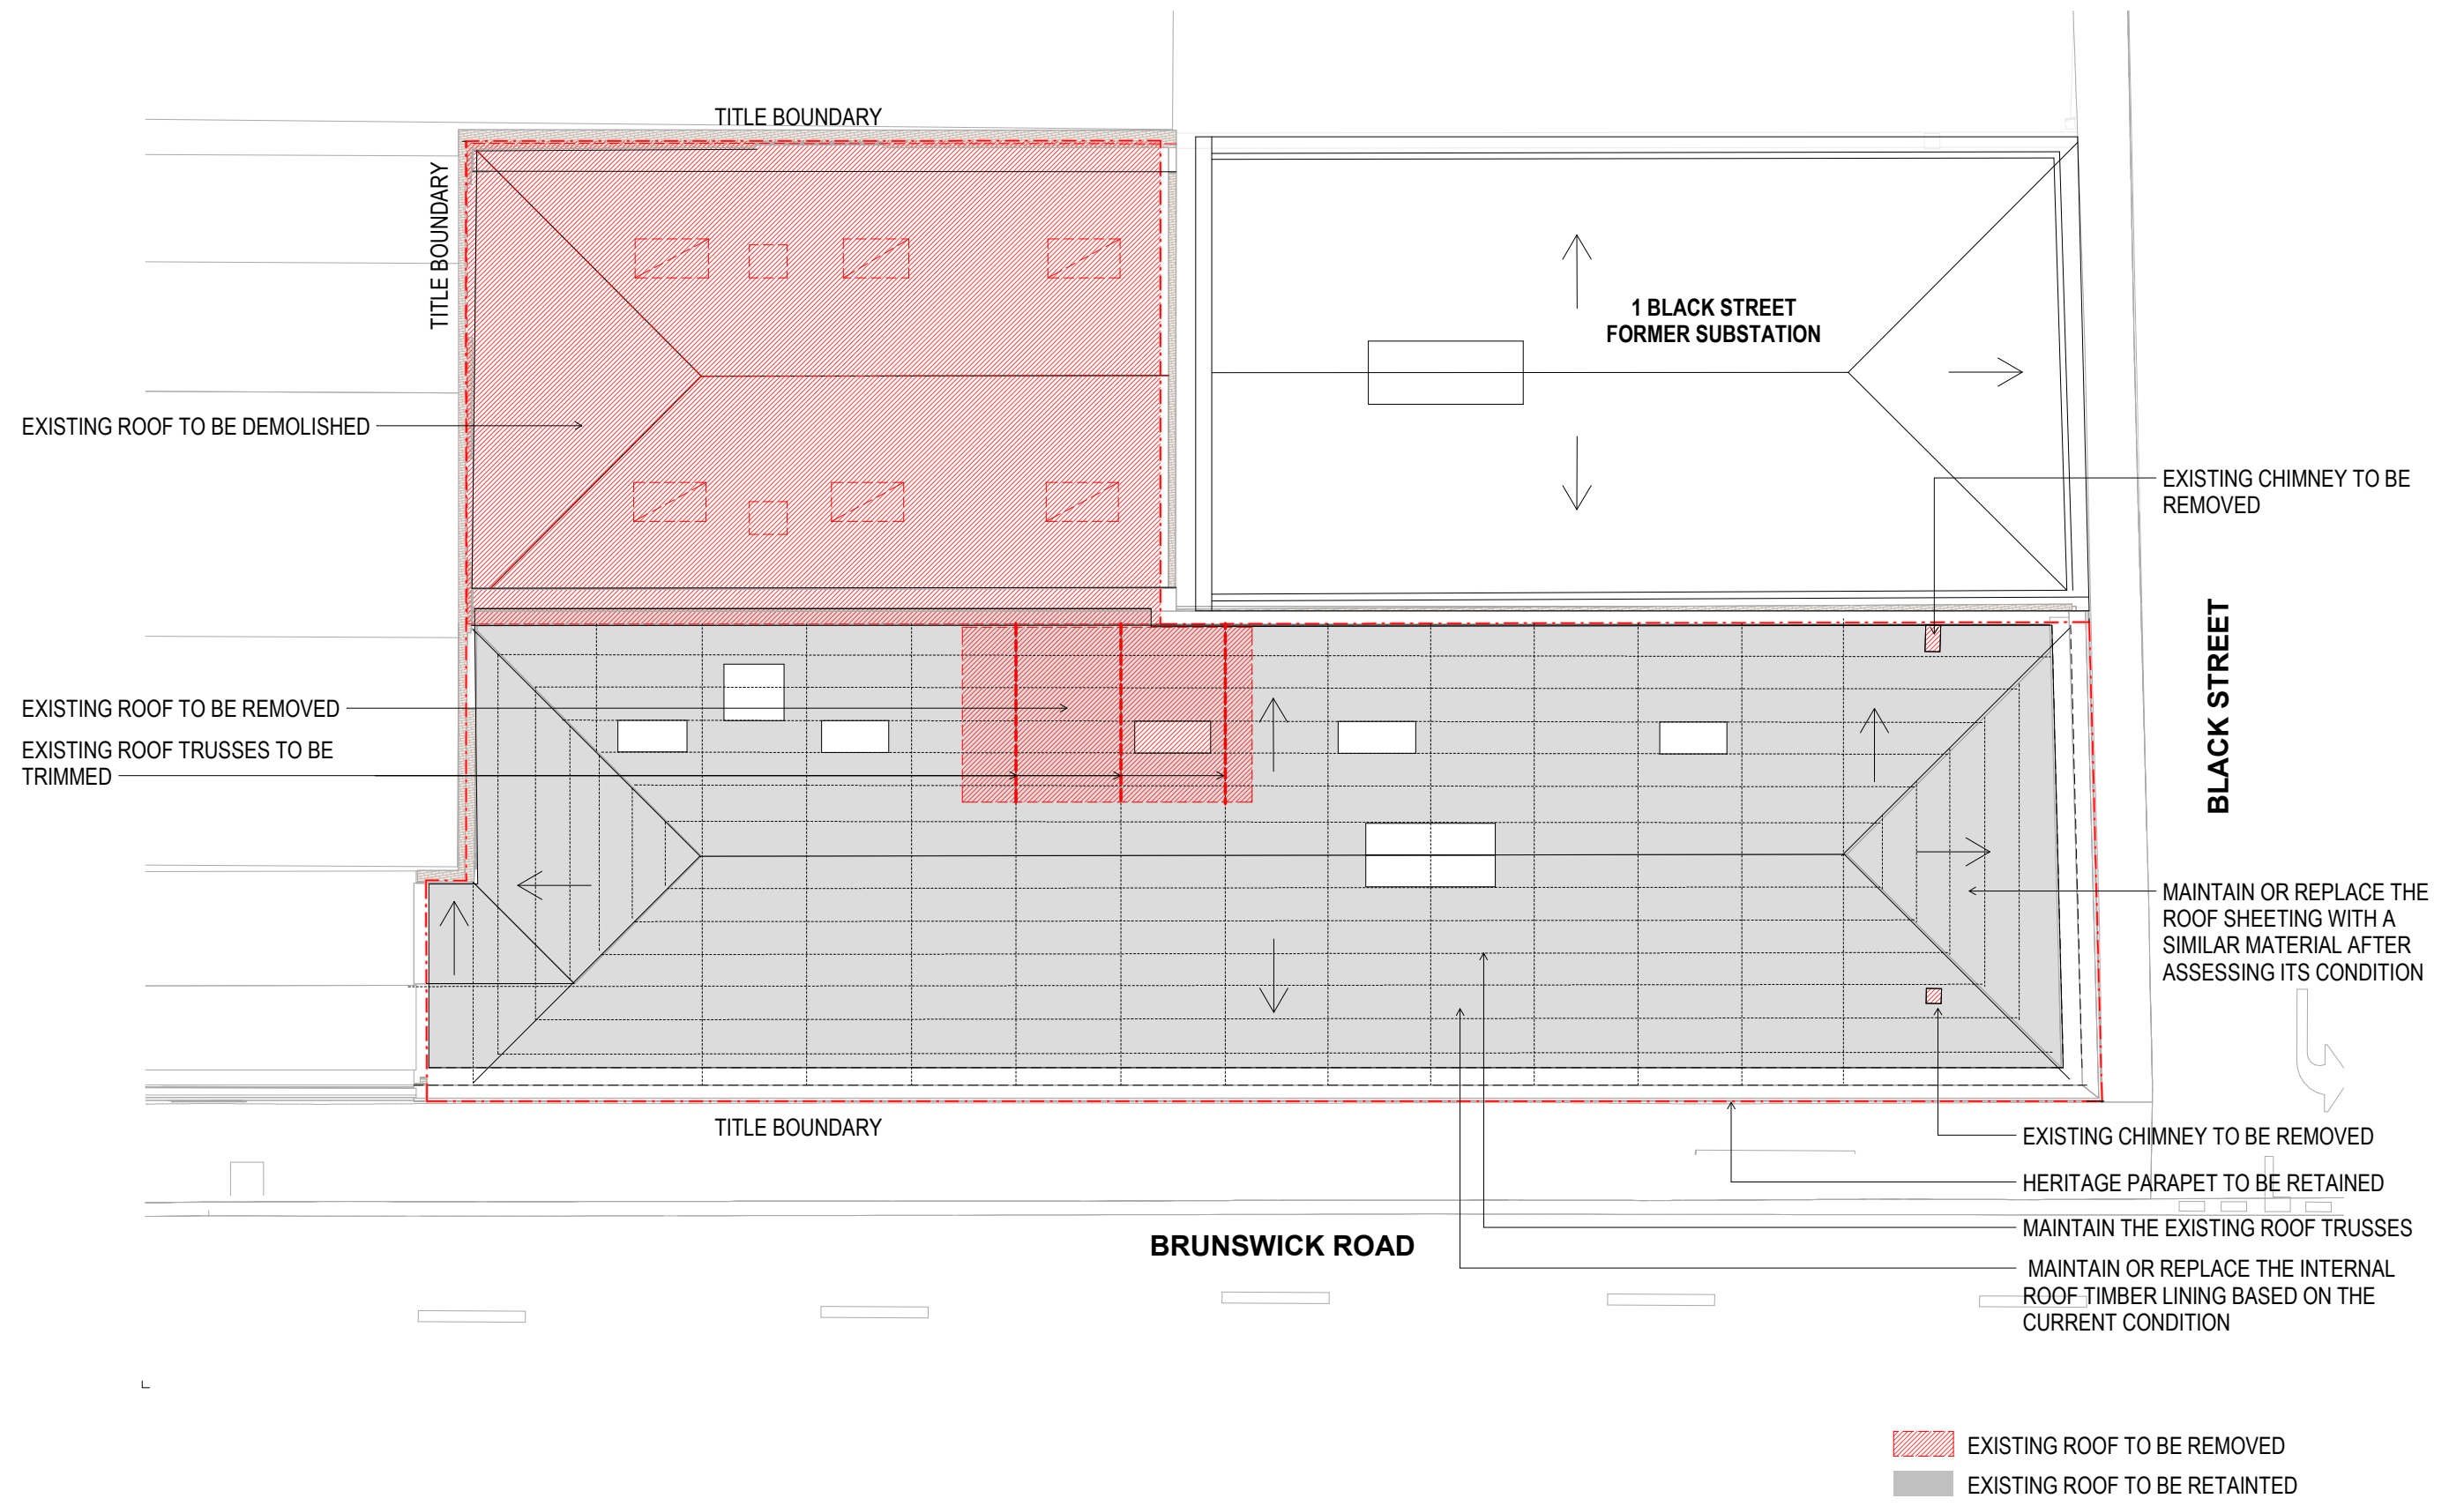 TITLE BOUNDARY
TITLE BOUNDARY
1 BLACK STREET
FORMER SUBSTATION
EXISTING ROOF TO BE DEMOLISHED
EXISTING CHIMNEY TO BE
REMOVED
BLACK STREET
EXISTING ROOF TO BE REMOVED
EXISTING ROOF TRUSSES TO BE
TRIMMED
MAINTAIN OR REPLACE THE
ROOF SHEETING WITH A
SIMILAR MATERIAL AFTER
ASSESSING ITS CONDITION
TITLE BOUNDARY
EXISTING CHIMNEY TO BE REMOVED
HERITAGE PARAPET TO BE RETAINED
MAINTAIN THE EXISTING ROOF TRUSSES
BRUNSWICK ROAD
MAINTAIN OR REPLACE THE INTERNAL
ROOF TIMBER LINING BASED ON THE
CURRENT CONDITION
EXISTING ROOF TO BE REMOVED
EXISTING ROOF TO BE RETAINTED